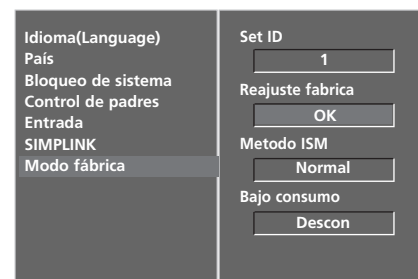 Idioma(Language)
País
Bloqueo de sistema
Control de padres
Entrada
SIMPLINK
Modo fábrica
Set ID
1
Reajuste fabrica
OK
Metodo ISM
Normal
Bajo consumo
Descon